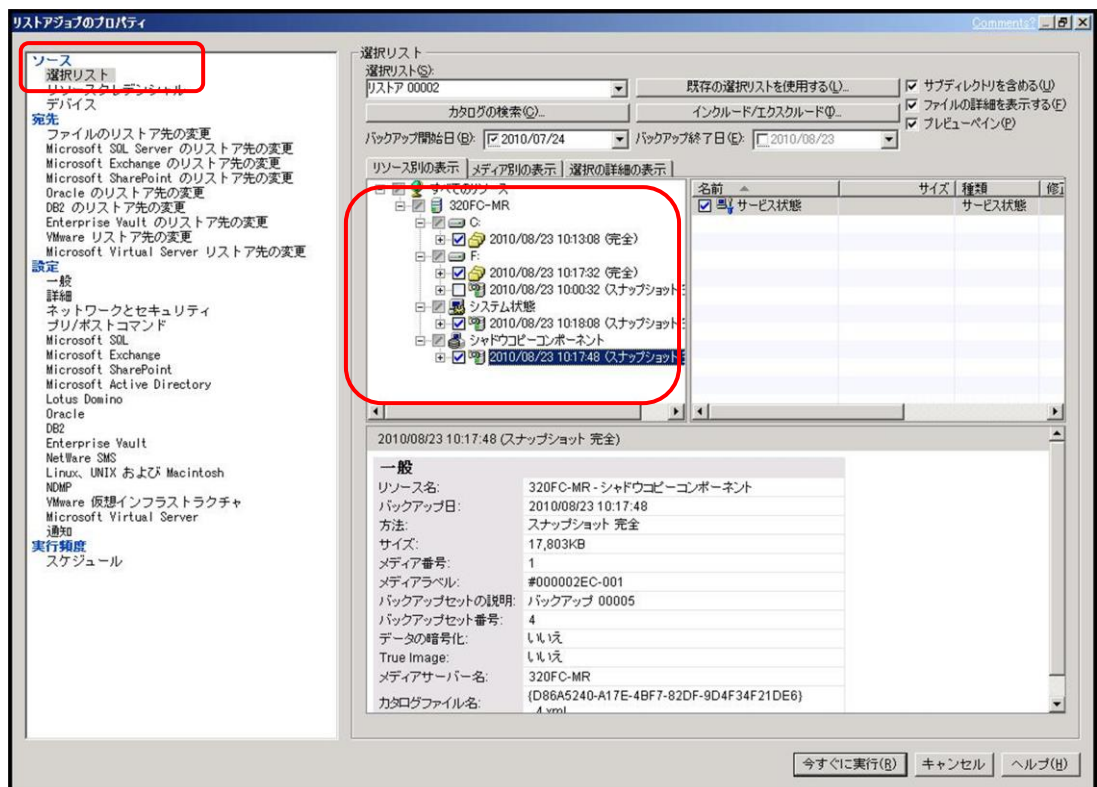 リストアジョブのプロパティ
Comments?
ソース
選択リスト
リソースクレデンシャル
デバイス
宛先
ファイルのリストア先の変更
Microsoft SQL Server のリストア先の変更
Microsoft Exchange のリストア先の変更
Microsoft SharePoint のリストア先の変更
Oracle のリストア先の変更
DB2 のリストア先の変更
Enterprise Vault のリストア先の変更
VMware リストア先の変更
Microsoft Virtual Server リストア先の変更
設定
一般
詳細
ネットワークとセキュリティ
プリ/ポストコマンド
Microsoft SQL
Microsoft Exchange
Microsoft SharePoint
Microsoft Active Directory
Lotus Domino
Oracle
DB2
Enterprise Vault
NetWare SMS
Linux、UNIX および Macintosh
NDMP
VMware 仮想インフラストラクチャ
Microsoft Virtual Server
通知
実行頻度
スケジュール
選択リスト
選択リスト(S):
リストア 00002
既存の選択リストを使用する(L)...
サブディレクトリを含める(U)
カタログの検索(C)...
インクルード/エクスクルード(I)...
ファイルの詳細を表示する(F)
プレビューペイン(P)
バックアップ開始日(B): 2010/07/24
バックアップ終了日(E): 2010/08/23
リソース別の表示 メディア別の表示 選択の詳細の表示
すべてのリソース
320FC-MR
C:
2010/08/23 10:13:08 (完全)
F:
2010/08/23 10:17:32 (完全)
2010/08/23 10:00:32 (スナップショット
システム状態
2010/08/23 10:18:08 (スナップショット
シャドウコピーコンポーネント
2010/08/23 10:17:48 (スナップショット
名前 サイズ 種類
サービス状態 サービス状態
2010/08/23 10:17:48 (スナップショット 完全)
一般
リソース名: 320FC-MR - シャドウコピーコンポーネント
バックアップ日: 2010/08/23 10:17:48
方法: スナップショット 完全
サイズ: 17,803KB
メディア番号: 1
メディアラベル: #000002EC-001
バックアップセットの説明: バックアップ 00005
バックアップセット番号: 4
データの暗号化: いいえ
True Image: いいえ
メディアサーバー名: 320FC-MR
カタログファイル名: {D86A5240-A17E-4BF7-82DF-9D4F34F21DE6}
_4.xml
今すぐに実行(R) キャンセル ヘルプ(H)